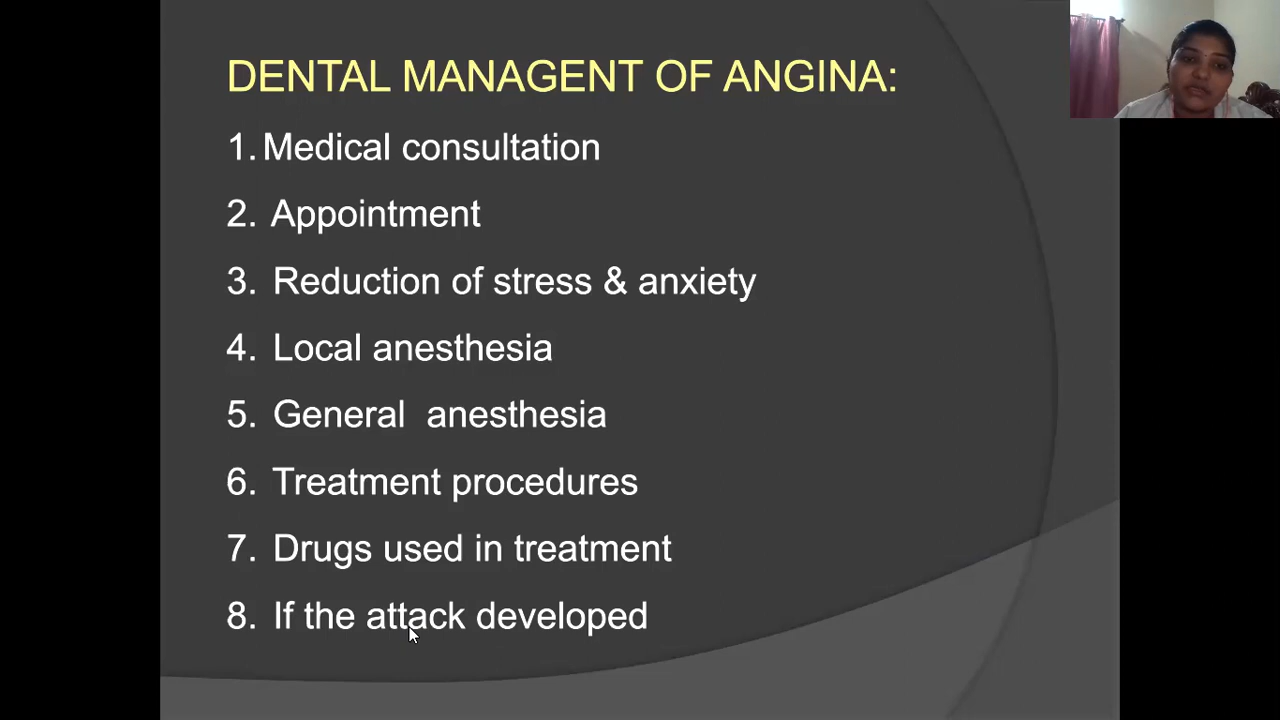 DENTAL MANAGENT OF ANGINA:
1. Medical consultation
2. Appointment
3. Reduction of stress & anxiety
4. Local anesthesia
5. General anesthesia
6. Treatment procedures
7. Drugs used in treatment
8. If the attack developed